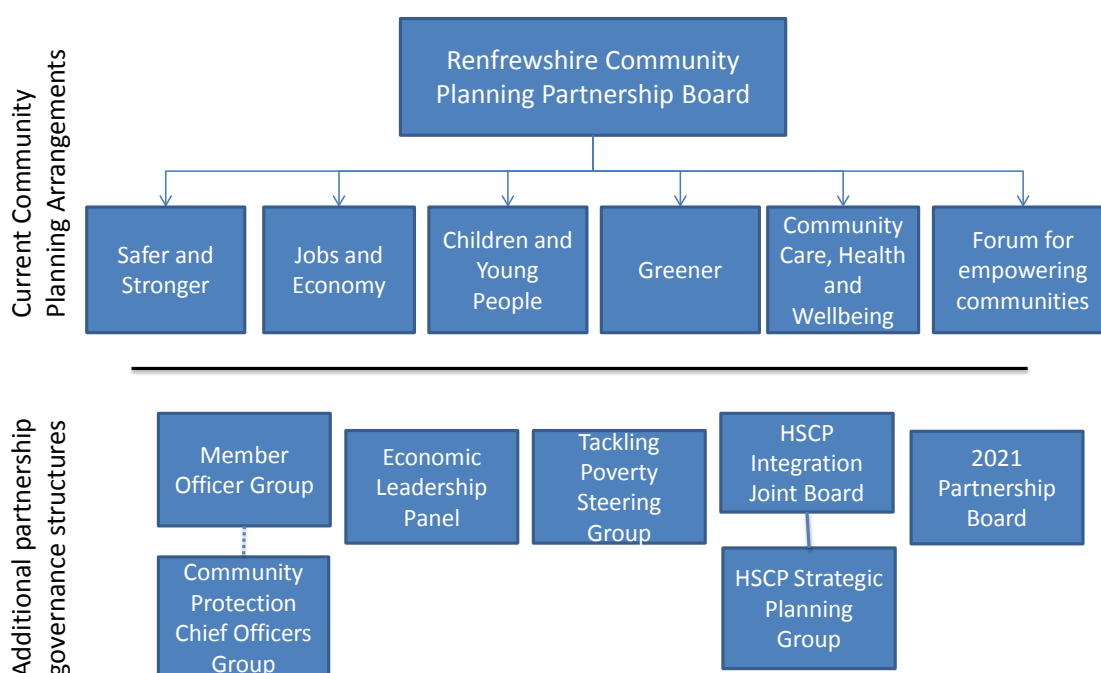 Current Community
Planning Arrangements
Renfrewshire Community
Planning Partnership Board
Safer and
Stronger
Jobs and
Economy
Children and
Young
People
Greener
Community
Care, Health
and
Wellbeing
Forum for
empowering
communities
Additional partnership
governance structures
Member
Officer Group
Economic
Leadership
Panel
Tackling
Poverty
Steering
Group
HSCP
Integration
Joint Board
2021
Partnership
Board
Community
Protection
Chief Officers
Group
HSCP Strategic
Planning
Group